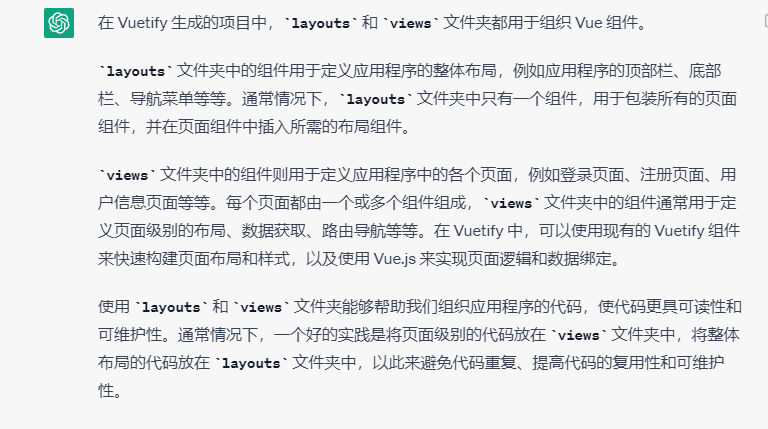 在 Vuetify 生成的项目中，`layouts` 和 `views` 文件夹都用于组织 Vue 组件。
`layouts` 文件夹中的组件用于定义应用程序的整体布局，例如应用程序的顶部栏、底部
栏、导航菜单等等。通常情况下，`layouts` 文件夹中只有一个组件，用于包装所有的页面
组件，并在页面组件中插入所需的布局组件。
`views` 文件夹中的组件则用于定义应用程序中的各个页面，例如登录页面、注册页面、用
户信息页面等等。每个页面都由一个或多个组件组成，`views` 文件夹中的组件通常用于定
义页面级别的布局、数据获取、路由导航等等。在 Vuetify 中，可以使用现有的 Vuetify 组件
来快速构建页面布局和样式，以及使用 Vue.js 来实现页面逻辑和数据绑定。
使用 `layouts` 和 `views` 文件夹能够帮助我们组织应用程序的代码，使代码更具可读性和
可维护性。通常情况下，一个好的实践是将页面级别的代码放在 `views` 文件夹中，将整体
布局的代码放在 `layouts` 文件夹中，以此来避免代码重复、提高代码的复用性和可维护
性。